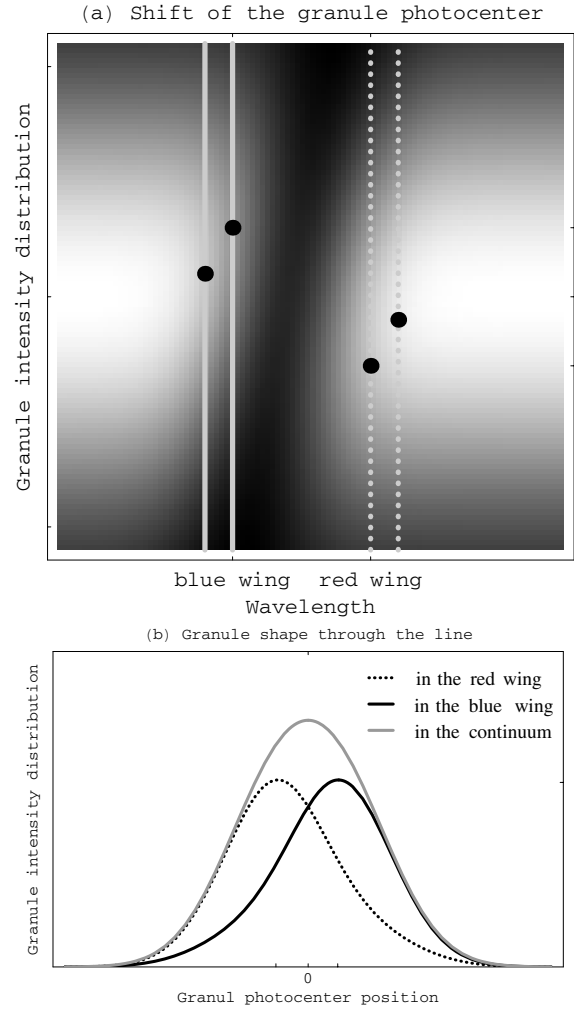 (a) Shift of the granule photocenter
Granule intensity distribution
blue wing red wing
Wavelength
(b) Granule shape through the line
Granule intensity distribution
in the red wing
in the blue wing
in the continuum
0
Granul photocenter position